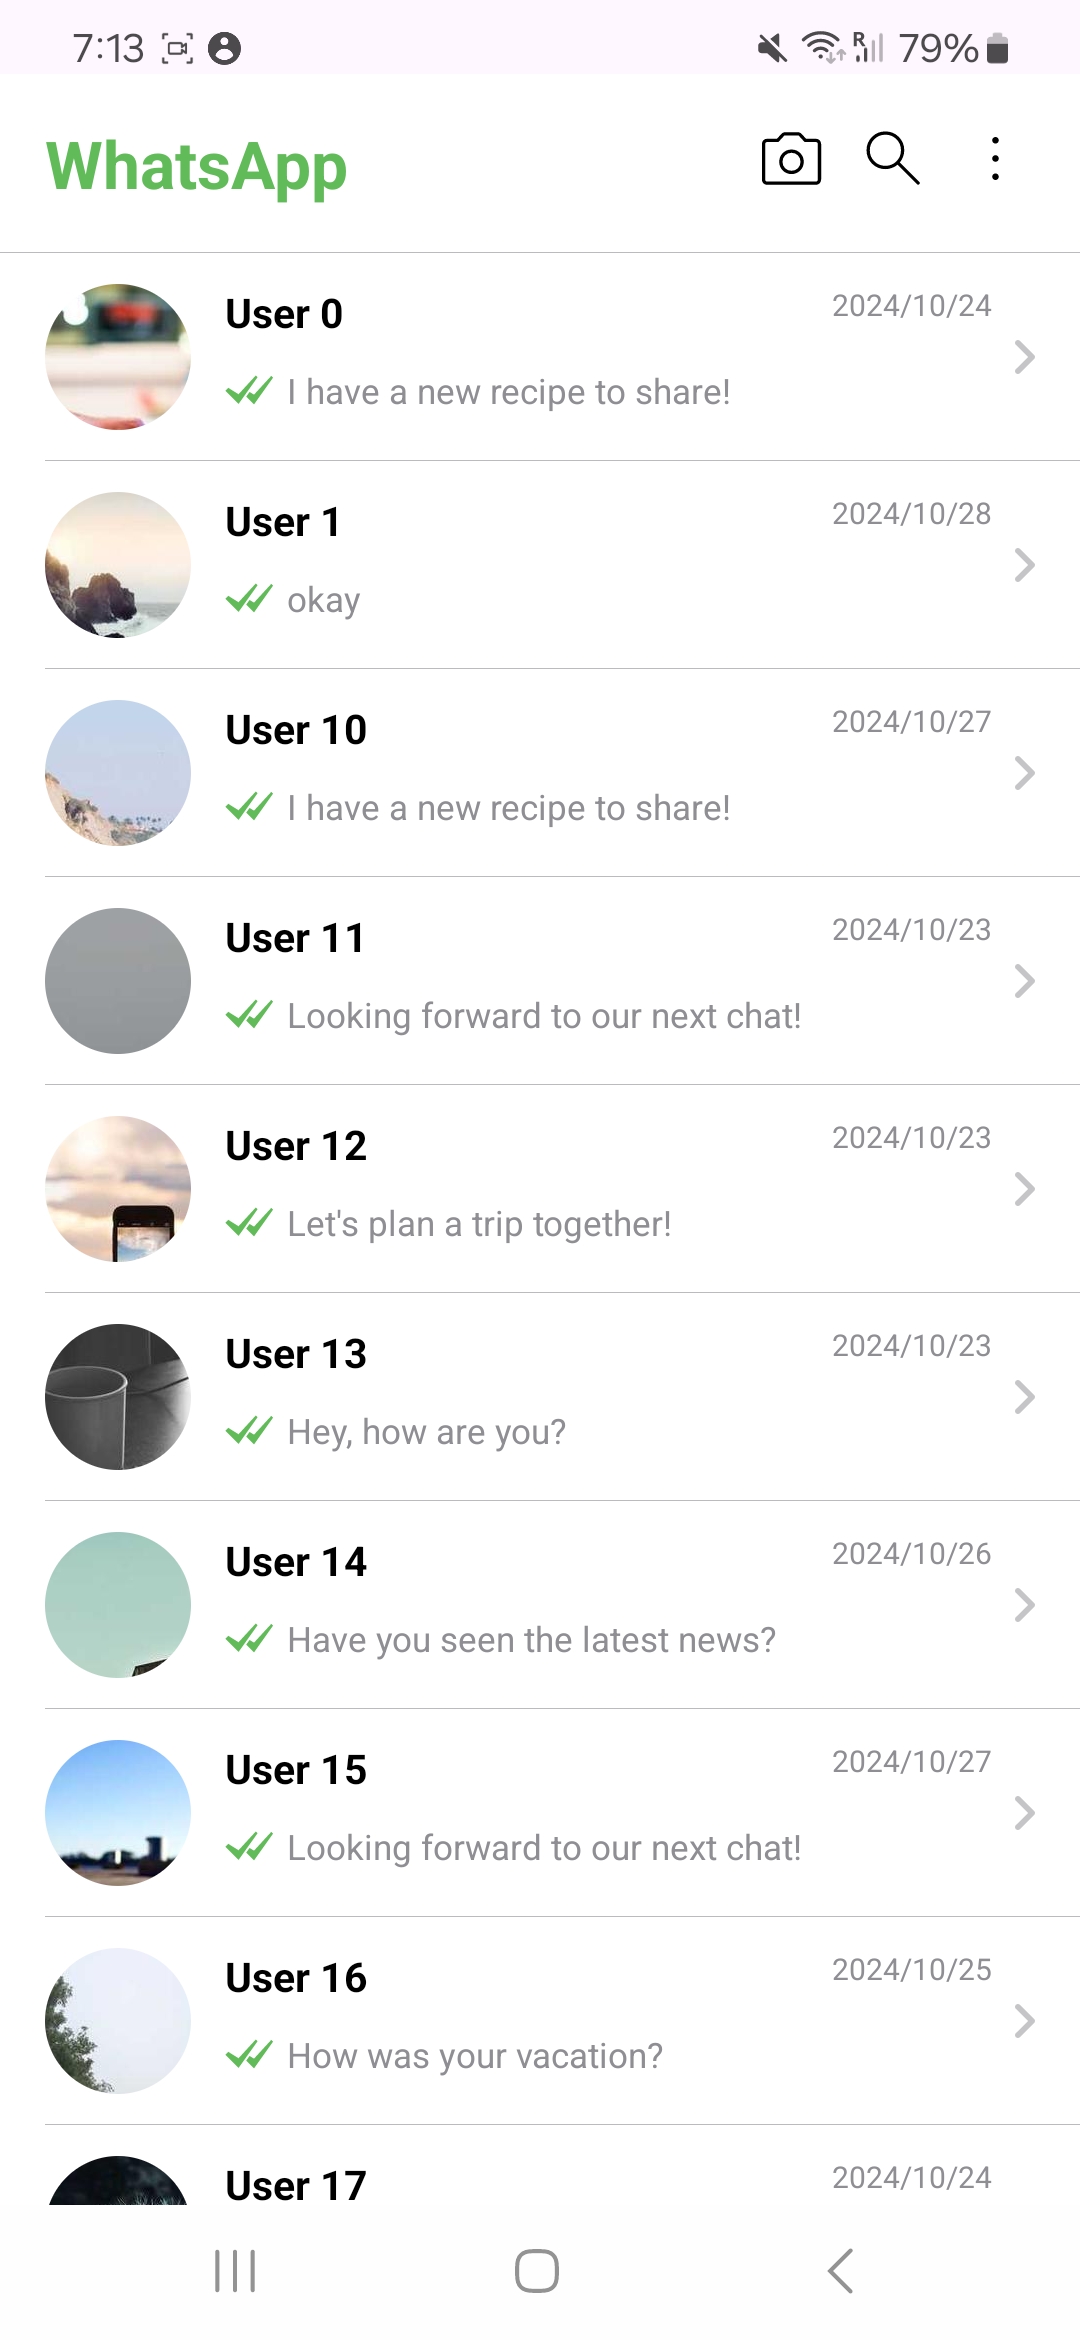 7:13 R 79%
WhatsApp
User 0 2024/10/24
I have a new recipe to share!
User 1 2024/10/28
okay
User 10 2024/10/27
I have a new recipe to share!
User 11 2024/10/23
Looking forward to our next chat!
User 12 2024/10/23
Let's plan a trip together!
User 13 2024/10/23
Hey, how are you?
User 14 2024/10/26
Have you seen the latest news?
User 15 2024/10/27
Looking forward to our next chat!
User 16 2024/10/25
How was your vacation?
User 17 2024/10/24